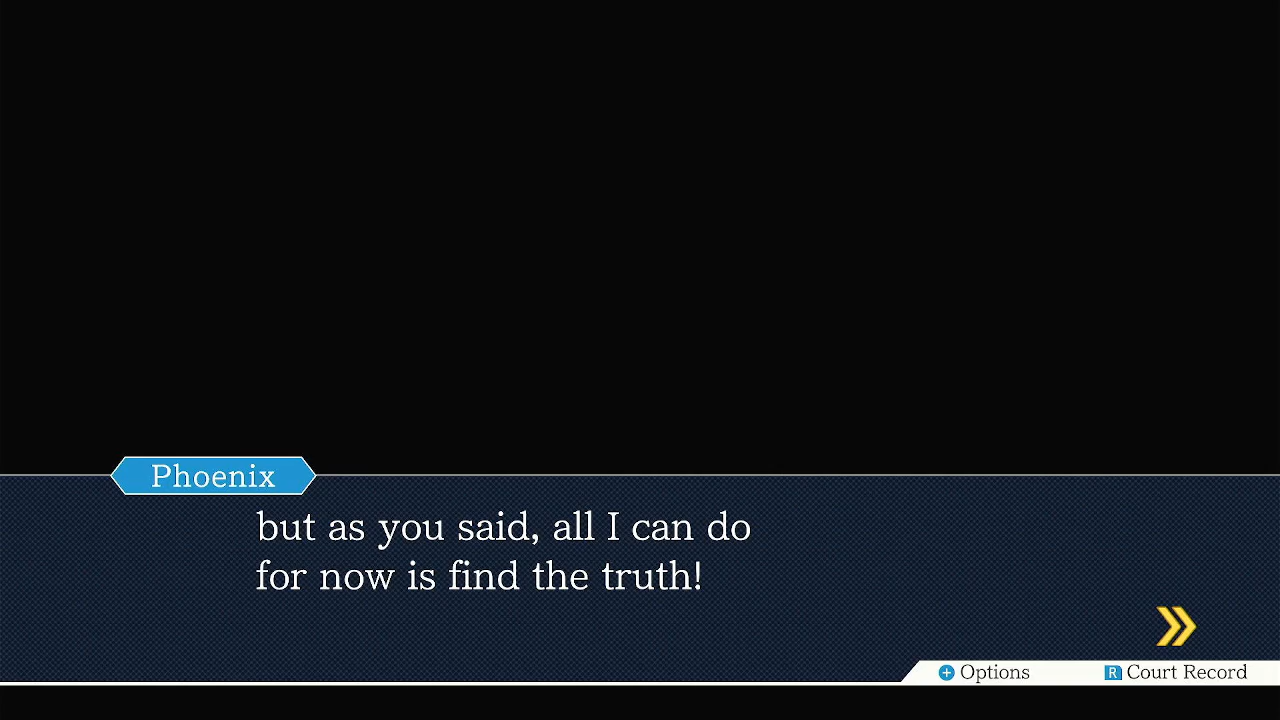 Phoenix
but as you said, all I can do
for now is find the truth!
+ Options
R Court Record